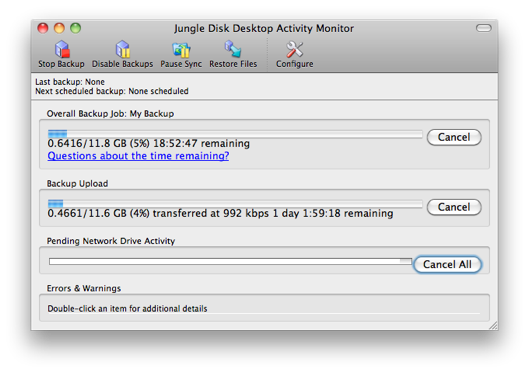 Jungle Disk Desktop Activity Monitor
Stop Backup Disable Backups Pause Sync Restore Files Configure
Last backup: None
Next scheduled backup: None scheduled
Overall Backup Job: My Backup
Cancel
0.6416/11.8 GB (5%) 18:52:47 remaining
Questions about the time remaining?
Backup Upload
Cancel
0.4661/11.6 GB (4%) transferred at 992 kbps 1 day 1:59:18 remaining
Pending Network Drive Activity
Cancel All
Errors & Warnings
Double-click an item for additional details